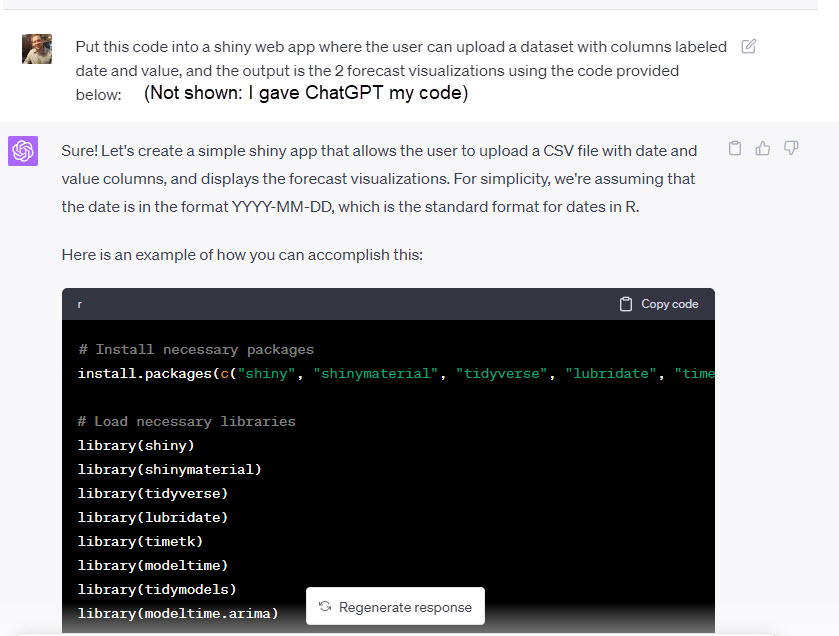 Put this code into a shiny web app where the user can upload a dataset with columns labeled
date and value, and the output is the 2 forecast visualizations using the code provided
below: (Not shown: I gave ChatGPT my code)
Sure! Let's create a simple shiny app that allows the user to upload a CSV file with date and
value columns, and displays the forecast visualizations. For simplicity, we're assuming that
the date is in the format YYYY-MM-DD, which is the standard format for dates in R.
Here is an example of how you can accomplish this:
r Copy code
# Install necessary packages
install.packages(c("shiny", "shinymaterial", "tidyverse", "lubridate", "time
# Load necessary libraries
library(shiny)
library(shinymaterial)
library(tidyverse)
library(lubridate)
library(timetk)
library(modeltime)
library(tidymodels)
library(modeltime.arima)
Regenerate response